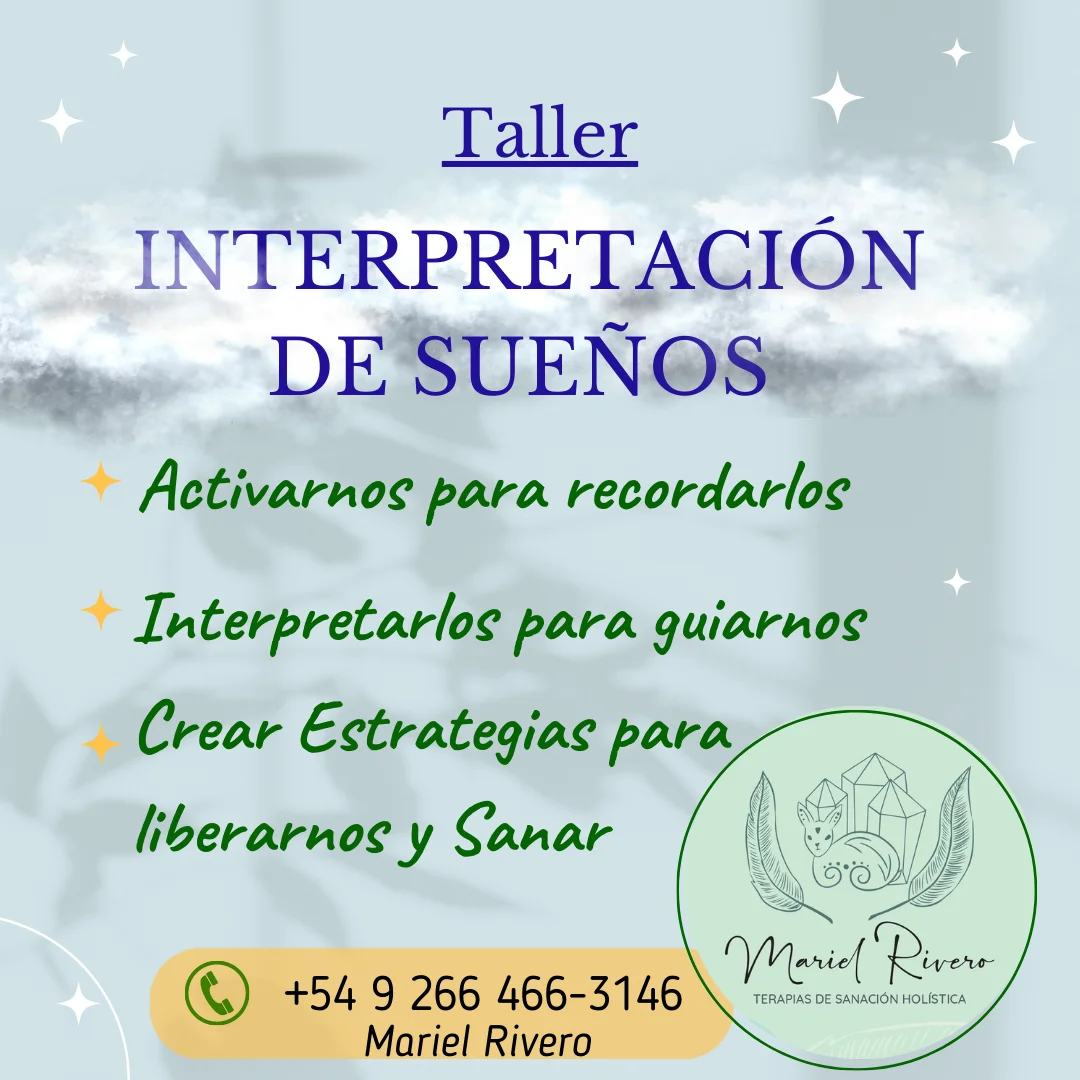 Taller
INTERPRETACIÓN
DE SUEÑOS
Activarnos para recordarlos
Interpretarlos para guiarnos
Crear Estrategias para
liberarnos y Sanar
+54 9 266 466-3146
Mariel Rivero
Mariel Rivero
TERAPIAS DE SANACIÓN HOLÍSTICA